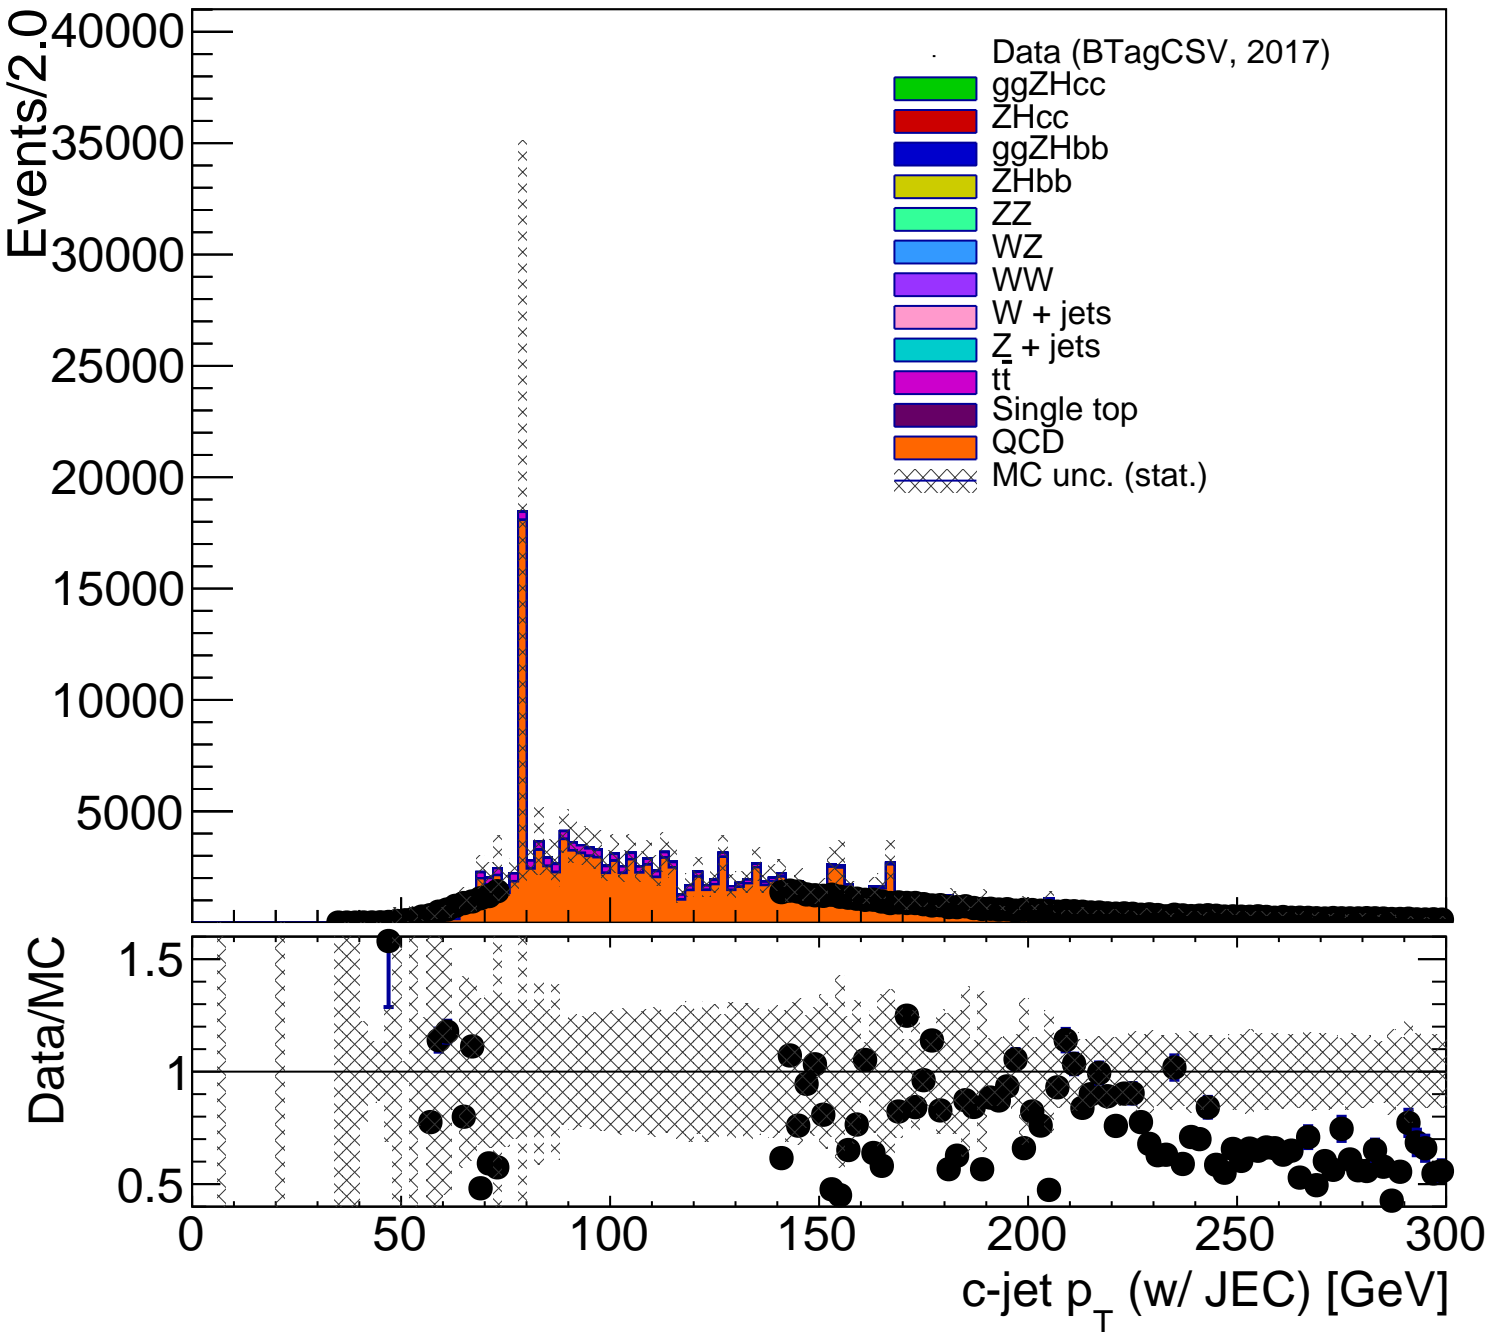 Events/2.0
40000
35000
30000
25000
20000
15000
10000
5000
Data (BTagCSV, 2017)
ggZHcc
ZHcc
ggZHbb
ZHbb
ZZ
WZ
WW
W + jets
Z + jets
tt̄
Single top
QCD
MC unc. (stat.)
Data/MC
1.5
1
0.5
0 50 100 150 200 250 300
c-jet p_T (w/ JEC) [GeV]